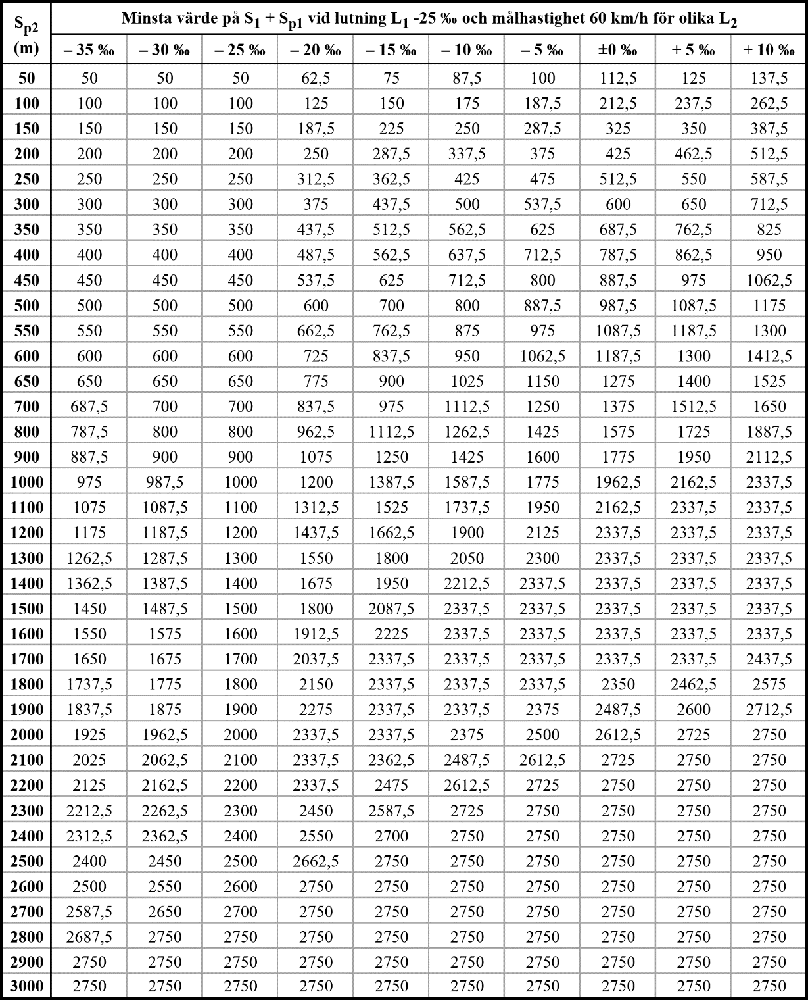 Sp2 (m) Minsta värde på S1 + Sp1 vid lutning L1 -25 ‰ och målhastighet 60 km/h för olika L2
– 35 ‰ – 30 ‰ – 25 ‰ – 20 ‰ – 15 ‰ – 10 ‰ – 5 ‰ ±0 ‰ + 5 ‰ + 10 ‰
50 50 50 50 62,5 75 87,5 100 112,5 125 137,5
100 100 100 100 125 150 175 187,5 212,5 237,5 262,5
150 150 150 150 187,5 225 250 287,5 325 350 387,5
200 200 200 200 250 287,5 337,5 375 425 462,5 512,5
250 250 250 250 312,5 362,5 425 475 512,5 550 587,5
300 300 300 300 375 437,5 500 537,5 600 650 712,5
350 350 350 350 437,5 512,5 562,5 625 687,5 762,5 825
400 400 400 400 487,5 562,5 637,5 712,5 787,5 862,5 950
450 450 450 450 537,5 625 712,5 800 887,5 975 1062,5
500 500 500 500 600 700 800 887,5 987,5 1087,5 1175
550 550 550 550 662,5 762,5 875 975 1087,5 1187,5 1300
600 600 600 600 725 837,5 950 1062,5 1187,5 1300 1412,5
650 650 650 650 775 900 1025 1150 1275 1400 1525
700 687,5 700 700 837,5 975 1112,5 1250 1375 1512,5 1650
800 787,5 800 800 962,5 1112,5 1262,5 1425 1575 1725 1887,5
900 887,5 900 900 1075 1250 1425 1600 1775 1950 2112,5
1000 975 987,5 1000 1200 1387,5 1587,5 1775 1962,5 2162,5 2337,5
1100 1075 1087,5 1100 1312,5 1525 1737,5 1950 2162,5 2337,5 2337,5
1200 1175 1187,5 1200 1437,5 1662,5 1900 2125 2337,5 2337,5 2337,5
1300 1262,5 1287,5 1300 1550 1800 2050 2300 2337,5 2337,5 2337,5
1400 1362,5 1387,5 1400 1675 1950 2212,5 2337,5 2337,5 2337,5 2337,5
1500 1450 1487,5 1500 1800 2087,5 2337,5 2337,5 2337,5 2337,5 2337,5
1600 1550 1575 1600 1912,5 2225 2337,5 2337,5 2337,5 2337,5 2337,5
1700 1650 1675 1700 2037,5 2337,5 2337,5 2337,5 2337,5 2337,5 2437,5
1800 1737,5 1775 1800 2150 2337,5 2337,5 2337,5 2350 2462,5 2575
1900 1837,5 1875 1900 2275 2337,5 2337,5 2375 2487,5 2600 2712,5
2000 1925 1962,5 2000 2337,5 2337,5 2375 2500 2612,5 2725 2750
2100 2025 2062,5 2100 2337,5 2362,5 2487,5 2612,5 2725 2750 2750
2200 2125 2162,5 2200 2337,5 2475 2612,5 2725 2750 2750 2750
2300 2212,5 2262,5 2300 2450 2587,5 2725 2750 2750 2750 2750
2400 2312,5 2362,5 2400 2550 2700 2750 2750 2750 2750 2750
2500 2400 2450 2500 2662,5 2750 2750 2750 2750 2750 2750
2600 2500 2550 2600 2750 2750 2750 2750 2750 2750 2750
2700 2587,5 2650 2700 2750 2750 2750 2750 2750 2750 2750
2800 2687,5 2750 2750 2750 2750 2750 2750 2750 2750 2750
2900 2750 2750 2750 2750 2750 2750 2750 2750 2750 2750
3000 2750 2750 2750 2750 2750 2750 2750 2750 2750 2750